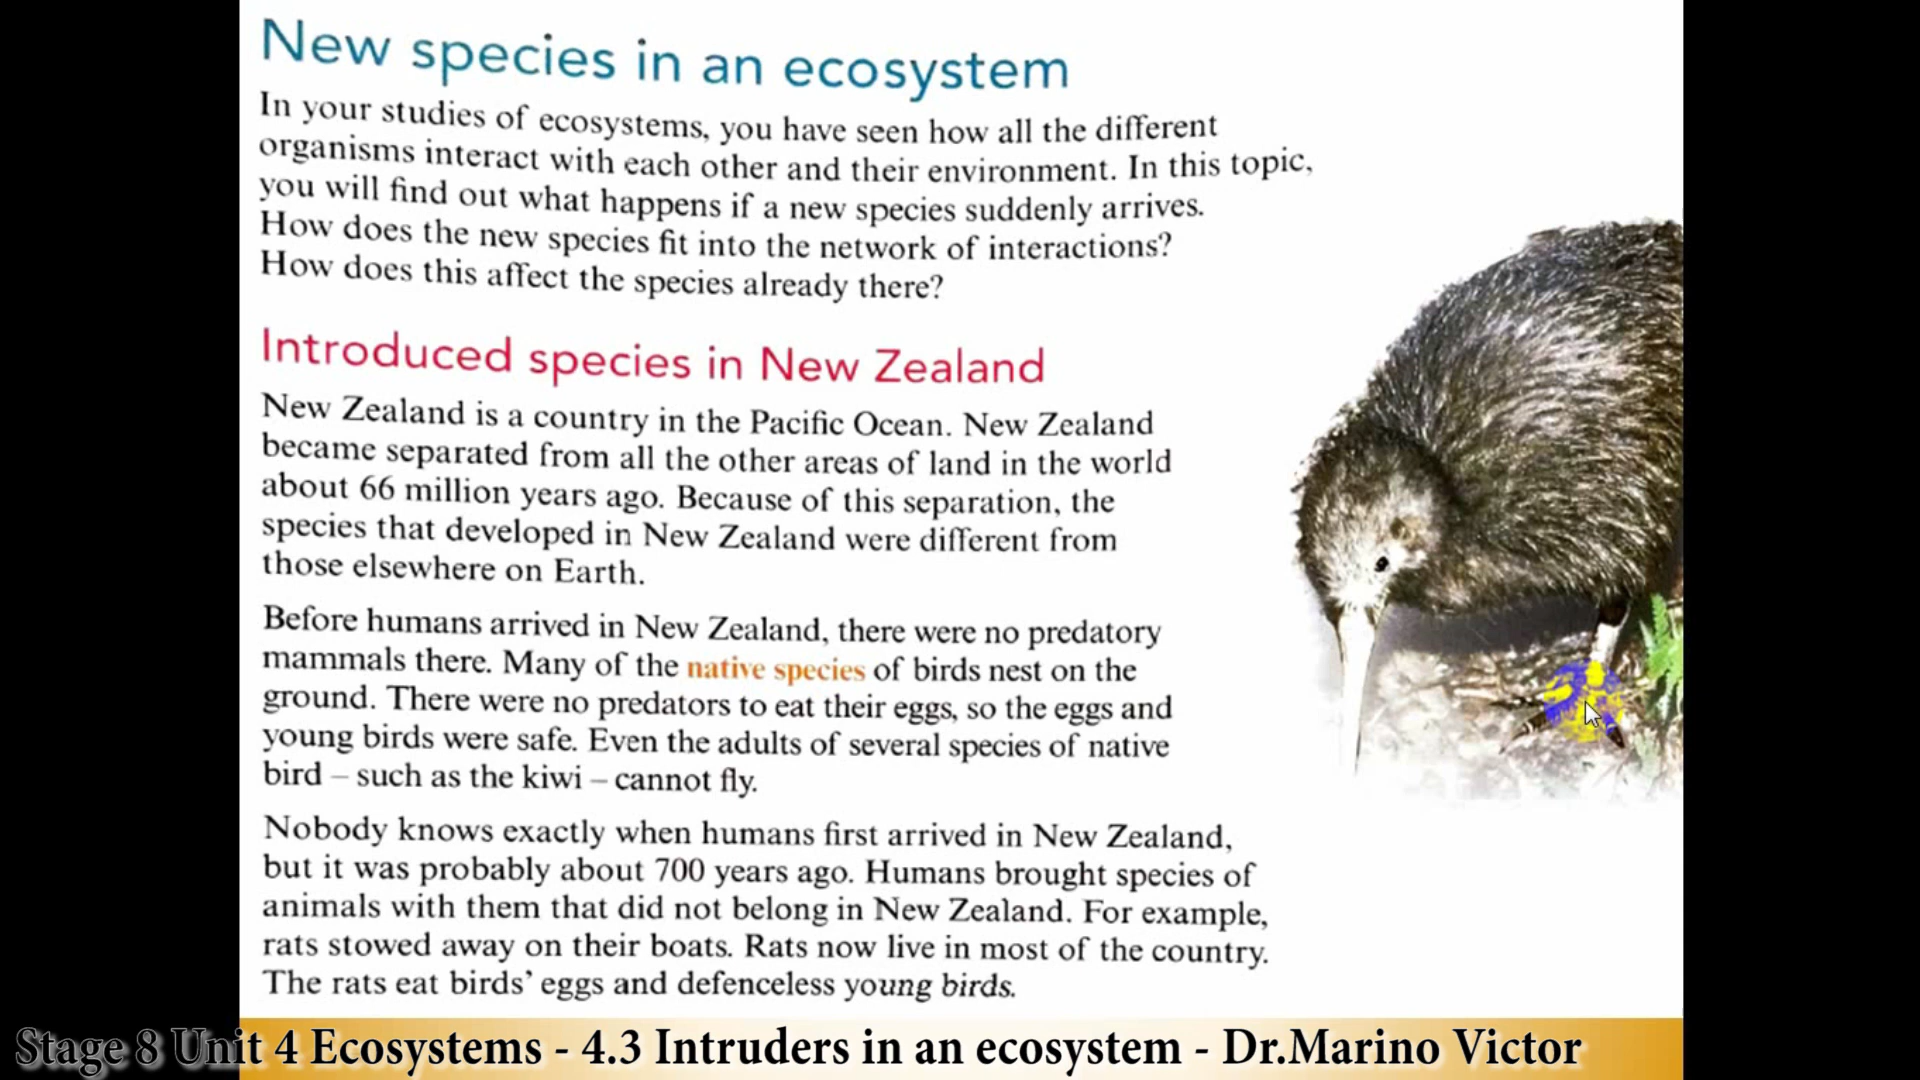 New species in an ecosystem
In your studies of ecosystems, you have seen how all the different
organisms interact with each other and their environment. In this topic,
you will find out what happens if a new species suddenly arrives.
How does the new species fit into the network of interactions?
How does this affect the species already there?
Introduced species in New Zealand
New Zealand is a country in the Pacific Ocean. New Zealand
became separated from all the other areas of land in the world
about 66 million years ago. Because of this separation, the
species that developed in New Zealand were different from
those elsewhere on Earth.
Before humans arrived in New Zealand, there were no predatory
mammals there. Many of the native species of birds nest on the
ground. There were no predators to eat their eggs, so the eggs and
young birds were safe. Even the adults of several species of native
bird – such as the kiwi – cannot fly.
Nobody knows exactly when humans first arrived in New Zealand,
but it was probably about 700 years ago. Humans brought species of
animals with them that did not belong in New Zealand. For example,
rats stowed away on their boats. Rats now live in most of the country.
The rats eat birds' eggs and defenceless young birds.
Stage 8 Unit 4 Ecosystems - 4.3 Intruders in an ecosystem - Dr.Marino Victor